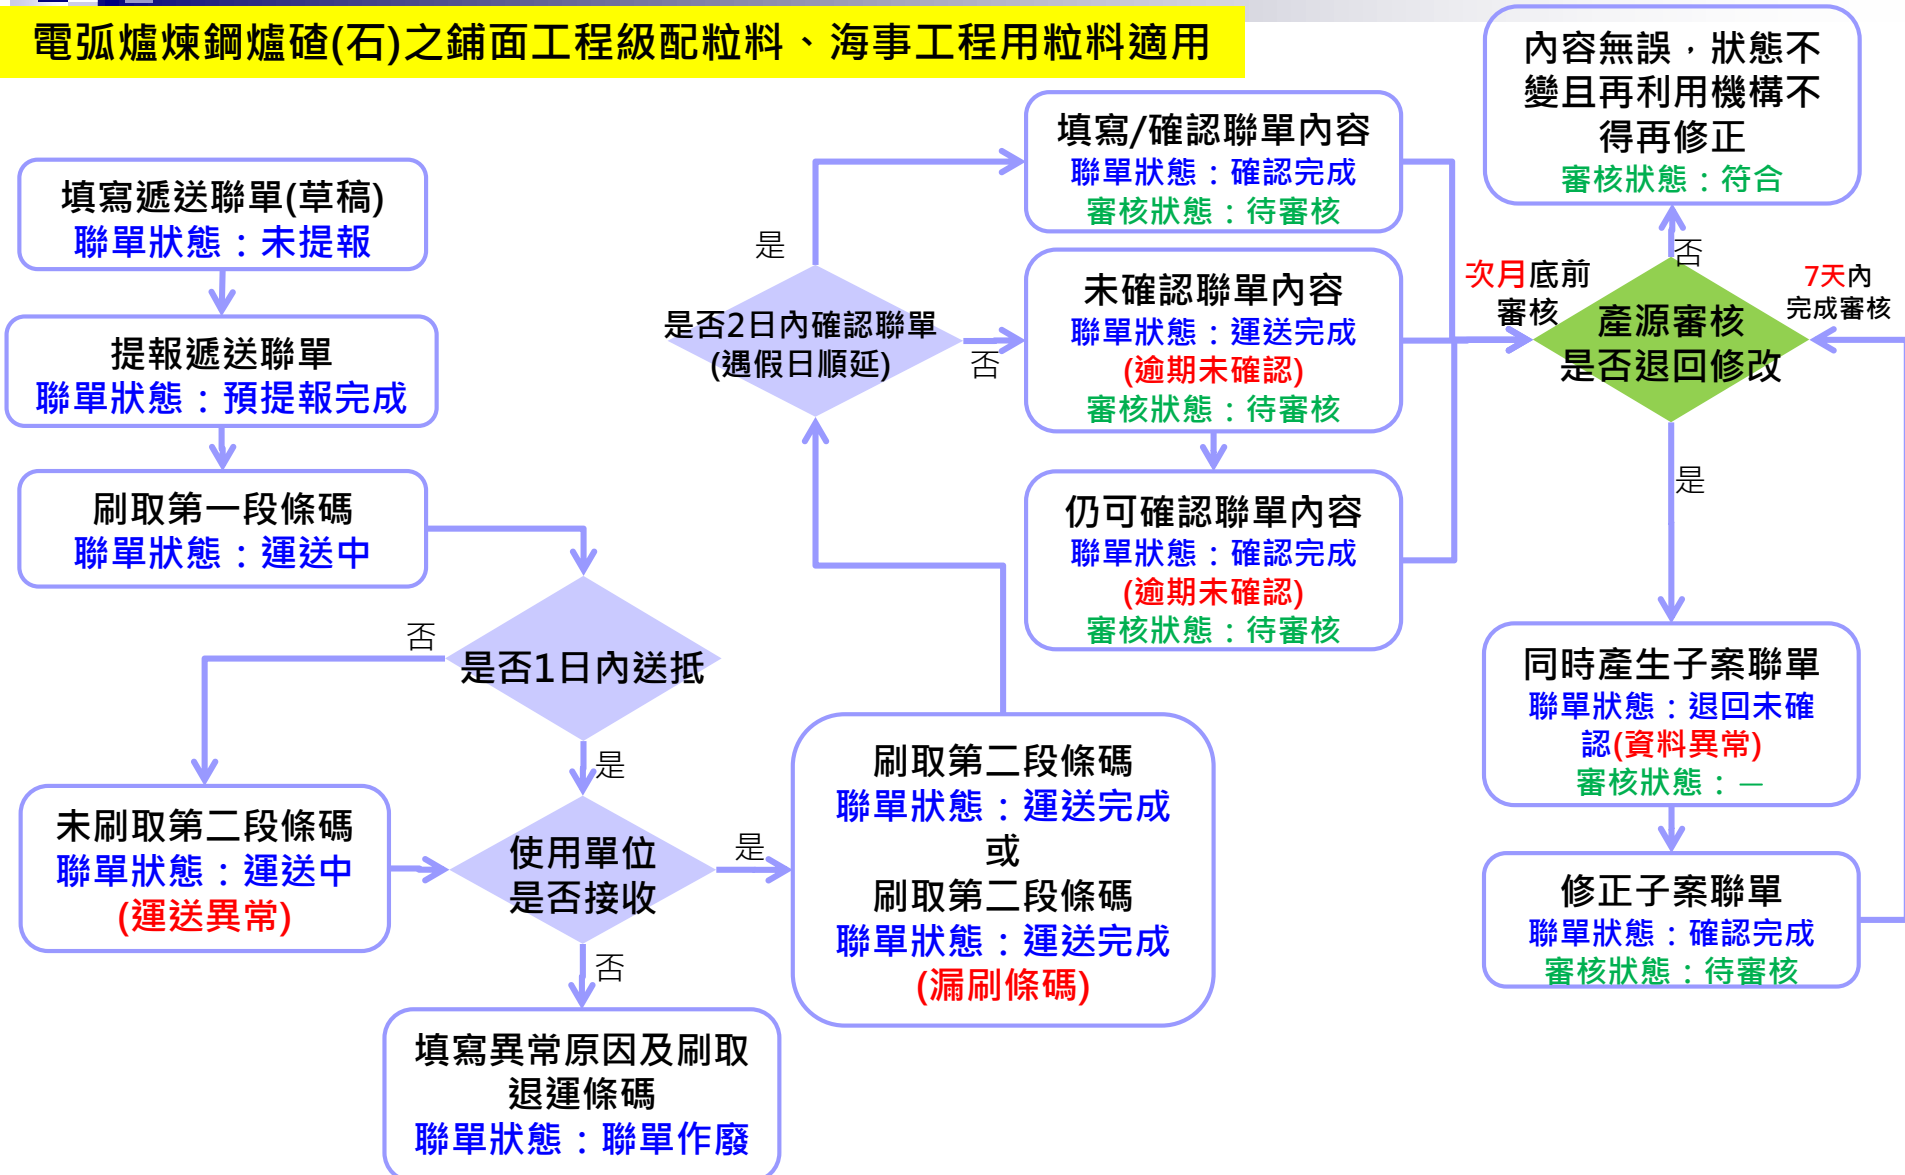 電弧爐煉鋼爐碴(石)之鋪面工程級配粒料、海事工程用粒料適用
填寫遞送聯單(草稿)
聯單狀態：未提報
提報遞送聯單
聯單狀態：預提報完成
刷取第一段條碼
聯單狀態：運送中
是否1日內送抵
否
是
未刷取第二段條碼
聯單狀態：運送中
(運送異常)
使用單位
是否接收
是
否
填寫異常原因及刷取
退運條碼
聯單狀態：聯單作廢
刷取第二段條碼
聯單狀態：運送完成
或
刷取第二段條碼
聯單狀態：運送完成
(漏刷條碼)
是否2日內確認聯單
(遇假日順延)
是
否
填寫/確認聯單內容
聯單狀態：確認完成
審核狀態：待審核
未確認聯單內容
聯單狀態：運送完成
(逾期未確認)
審核狀態：待審核
仍可確認聯單內容
聯單狀態：確認完成
(逾期未確認)
審核狀態：待審核
次月底前
審核
產源審核
是否退回修改
7天內
完成審核
否
是
內容無誤，狀態不
變且再利用機構不
得再修正
審核狀態：符合
同時產生子案聯單
聯單狀態：退回未確
認(資料異常)
審核狀態：—
修正子案聯單
聯單狀態：確認完成
審核狀態：待審核